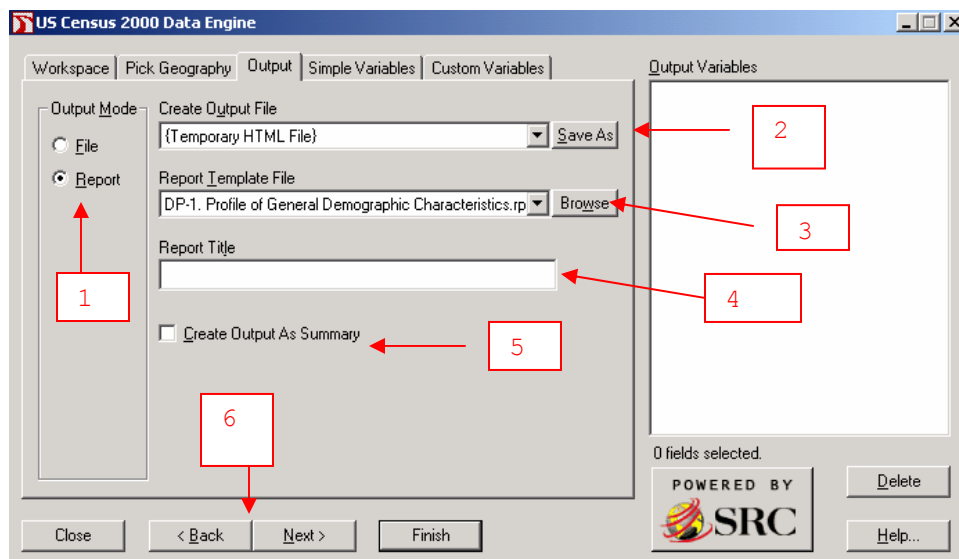 US Census 2000 Data Engine
Workspace
Pick Geography
Output
Simple Variables
Custom Variables
Output Mode
File
Report
1
Create Output File
{Temporary HTML File}
Save As
2
Report Template File
DP-1. Profile of General Demographic Characteristics.rp
Browse
3
Report Title
4
Create Output As Summary
5
6
Output Variables
0 fields selected.
POWERED BY
SRC
Delete
Help...
Close
< Back
Next >
Finish